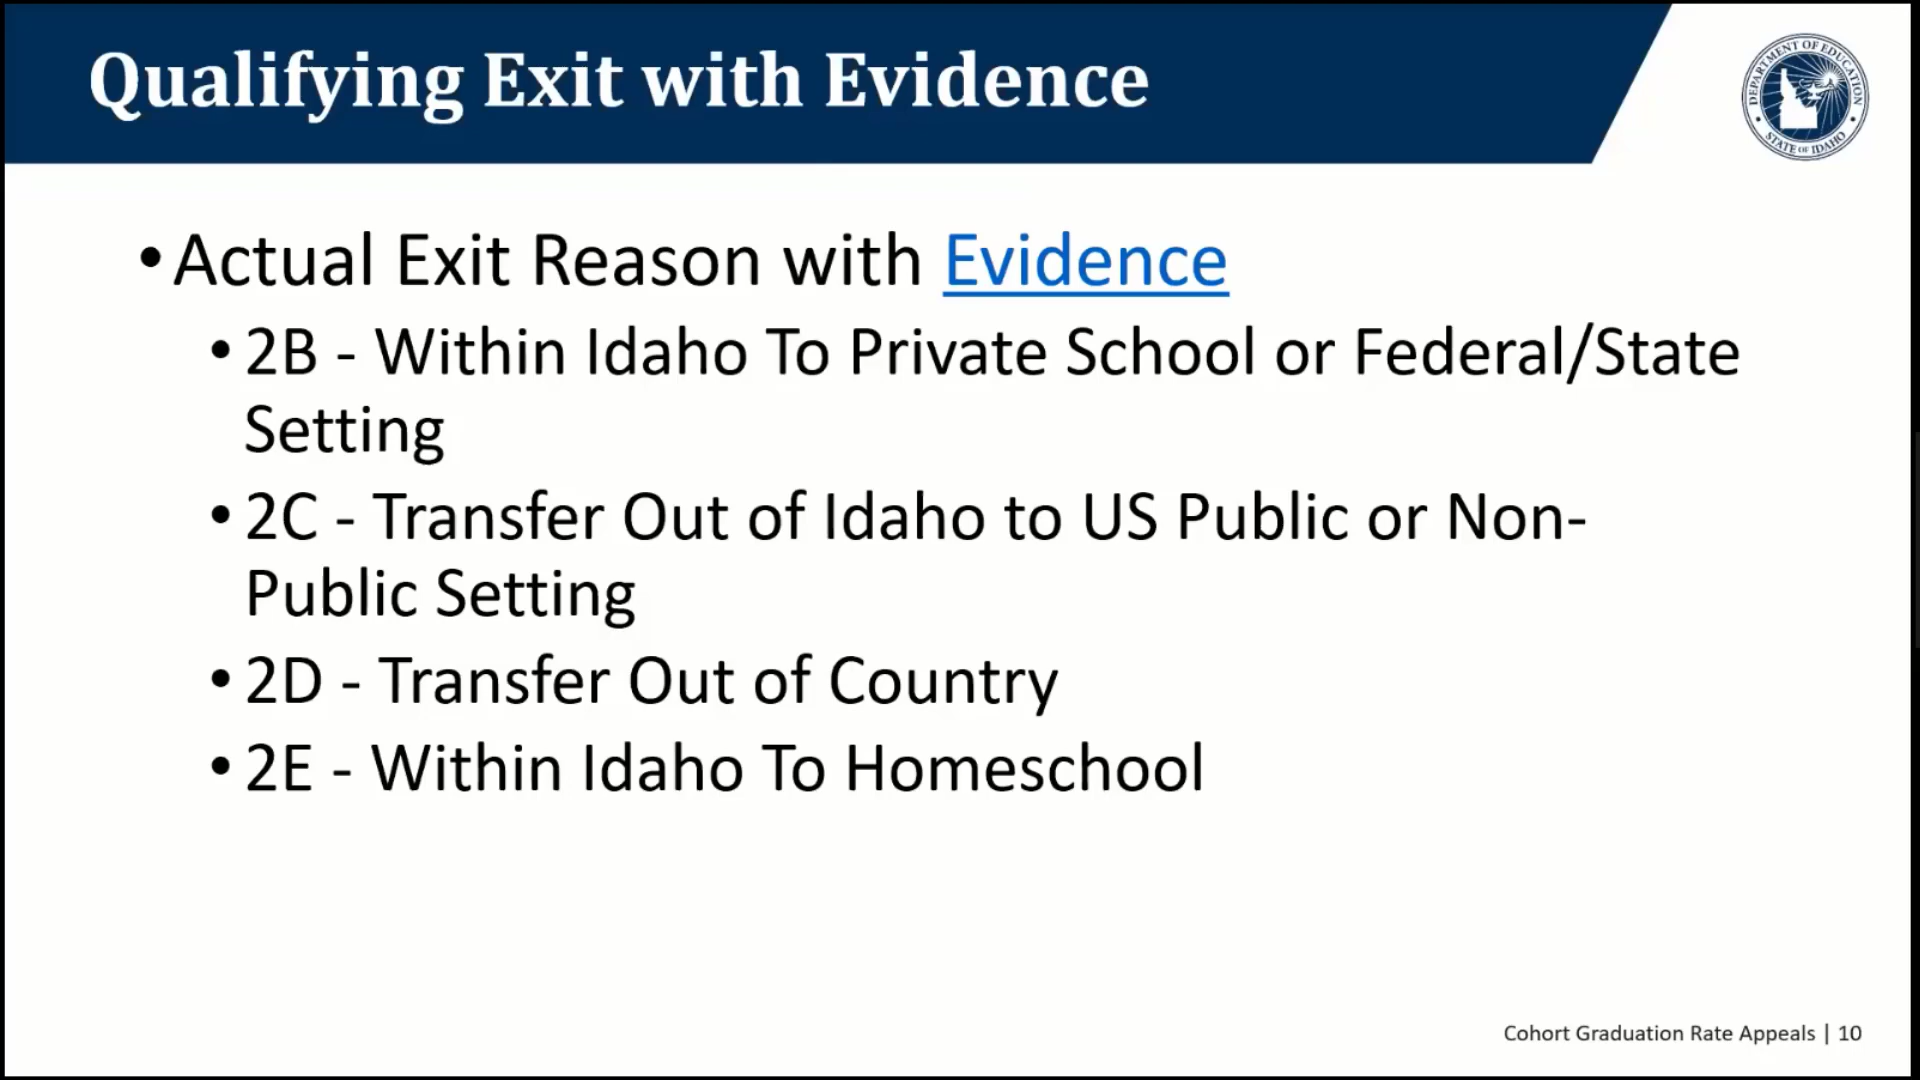 Qualifying Exit with Evidence
DEPARTMENT OF EDUCATION
STATE OF IDAHO
• Actual Exit Reason with Evidence
• 2B - Within Idaho To Private School or Federal/State
Setting
• 2C - Transfer Out of Idaho to US Public or Non-
Public Setting
• 2D - Transfer Out of Country
• 2E - Within Idaho To Homeschool
Cohort Graduation Rate Appeals | 10